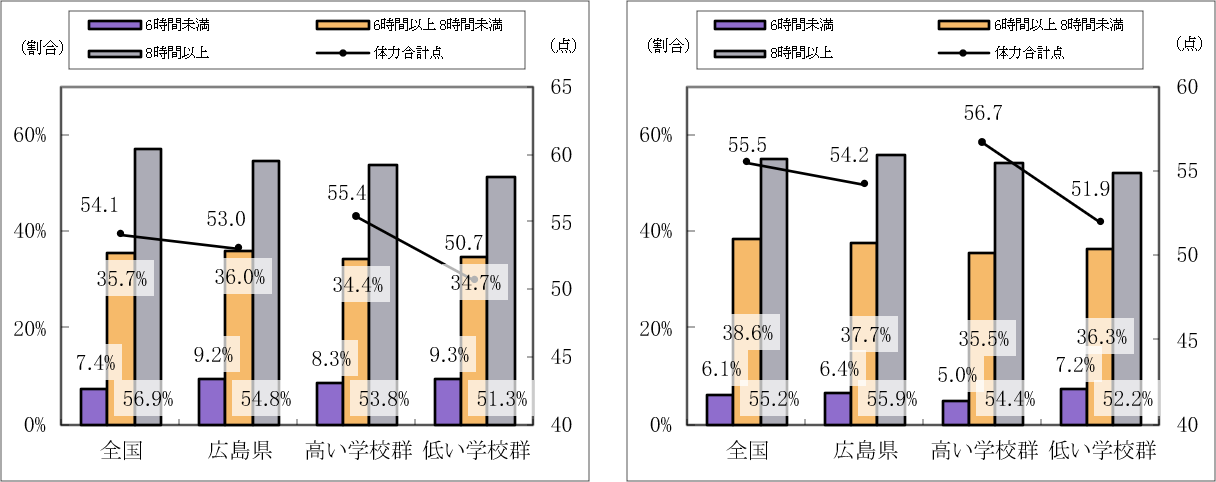 6時間未満
6時間以上 8時間未満
(割合)
8時間以上
体力合計点
(点)
65
60%
60
55.4
54.1
53.0
55
40%
50.7
35.7%
36.0%
34.4%
34.7%
50
20%
45
7.4%
9.2%
8.3%
9.3%
56.9%
54.8%
53.8%
51.3%
0%
40
全国
広島県
高い学校群
低い学校群
6時間未満
6時間以上 8時間未満
(割合)
8時間以上
体力合計点
(点)
60
56.7
60%
55.5
54.2
55
51.9
40%
50
38.6%
37.7%
35.5%
36.3%
20%
45
6.1%
6.4%
5.0%
7.2%
55.2%
55.9%
54.4%
52.2%
0%
40
全国
広島県
高い学校群
低い学校群